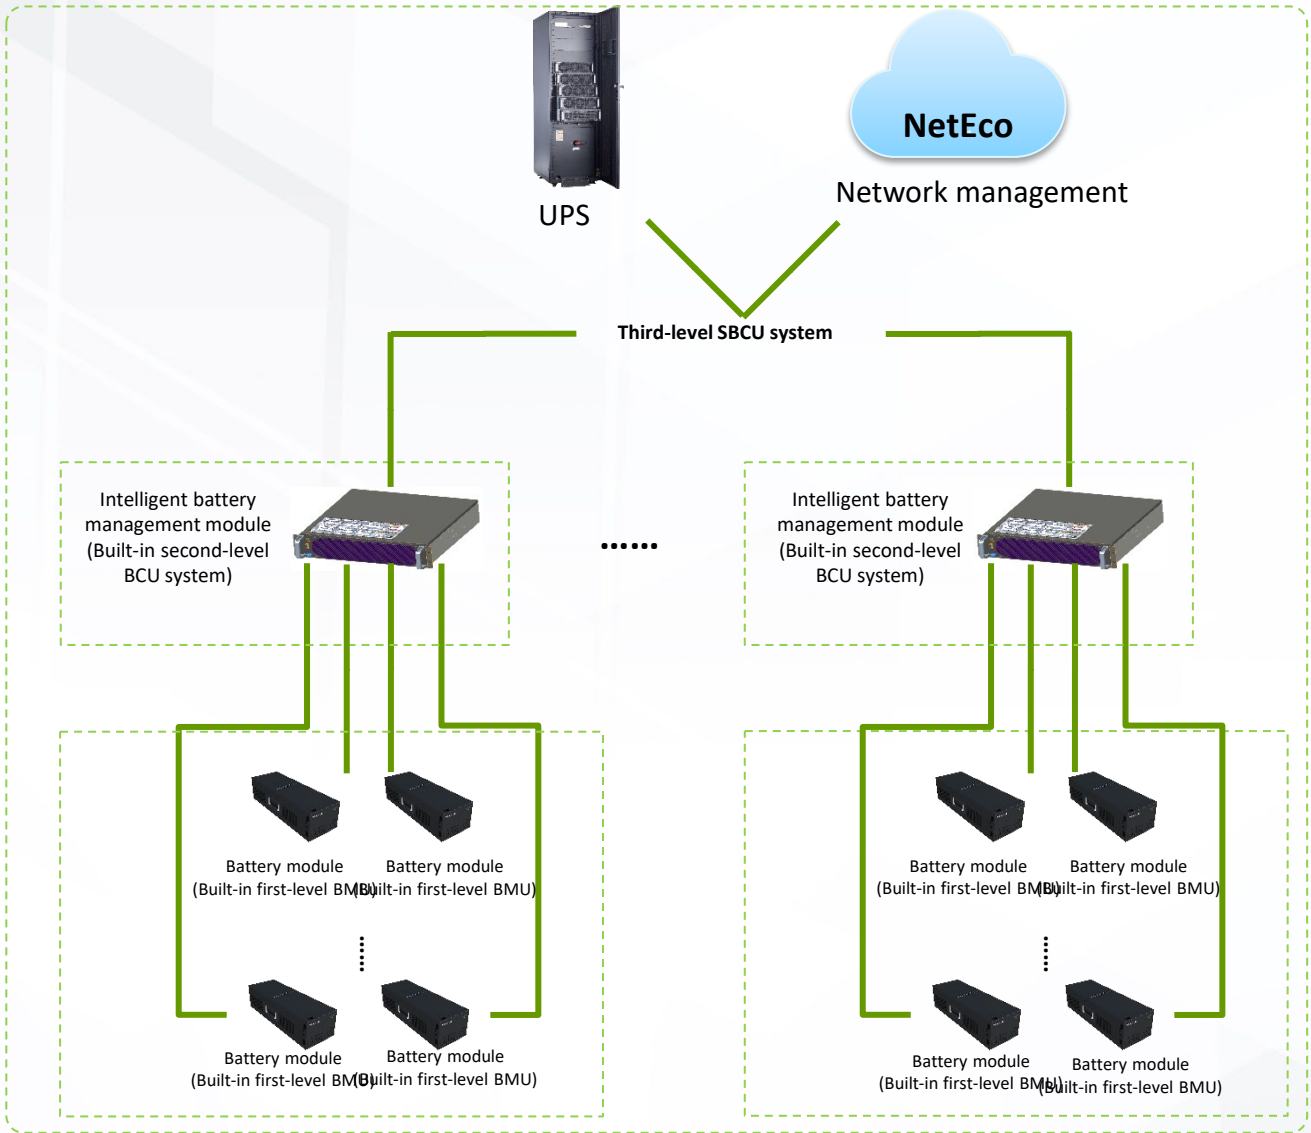 NetEco
UPS
Network management
Third-level SBCU system
Intelligent battery
management module
(Built-in second-level
BCU system)
......
Intelligent battery
management module
(Built-in second-level
BCU system)
Battery module
(Built-in first-level BMU)
Battery module
(Built-in first-level BMU)
Battery module
(Built-in first-level BMU)
Battery module
(Built-in first-level BMU)
......
......
Battery module
(Built-in first-level BMU)
Battery module
(Built-in first-level BMU)
Battery module
(Built-in first-level BMU)
Battery module
(Built-in first-level BMU)